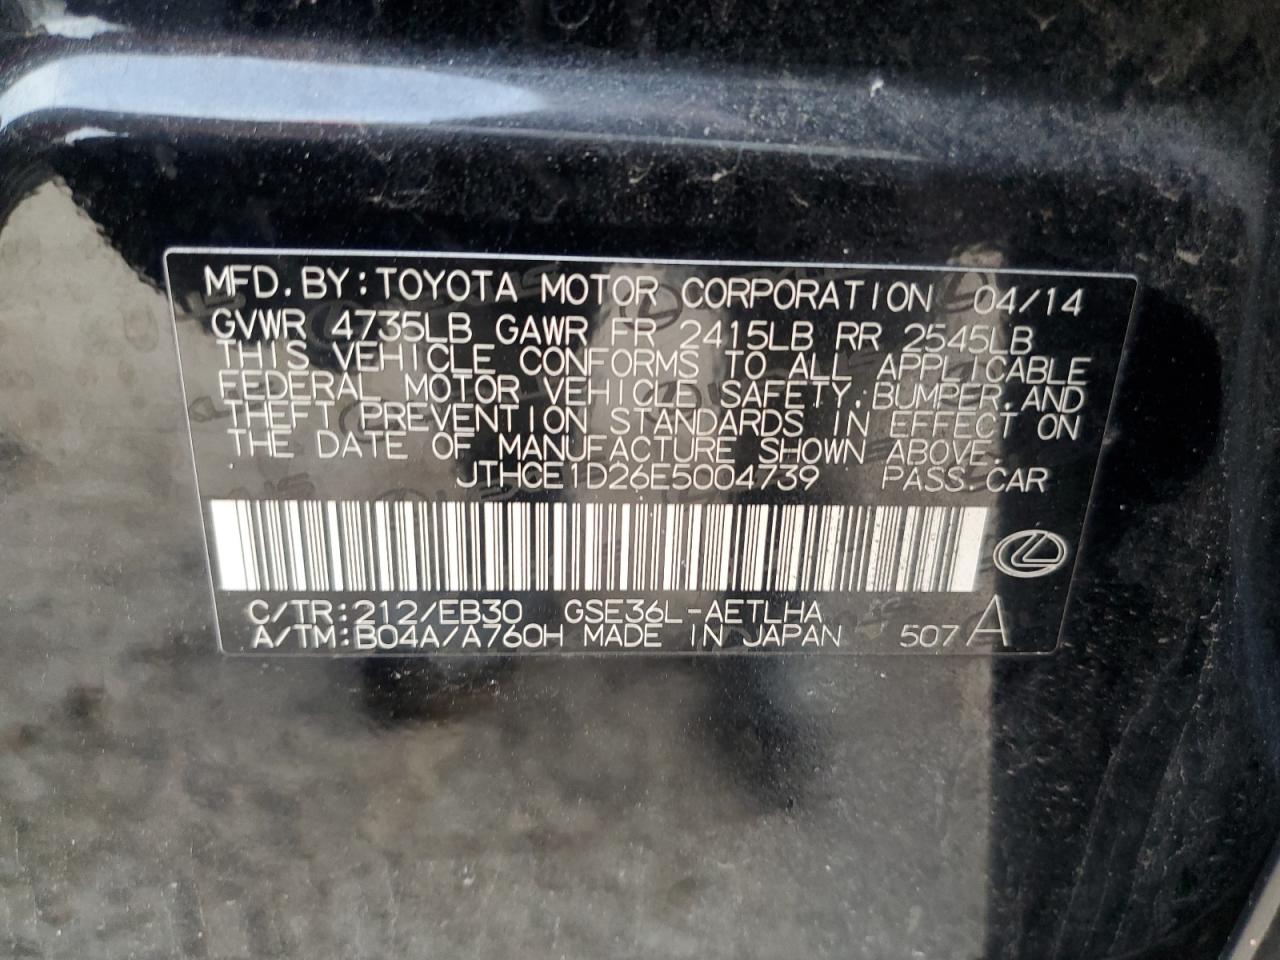 MFD. BY: TOYOTA MOTOR CORPORATION 04/14
GVWR 4735LB GAWR FR 2415LB RR 2545LB
THIS VEHICLE CONFORMS TO ALL APPLICABLE
FEDERAL MOTOR VEHICLE SAFETY, BUMPER, AND
THEFT PREVENTION STANDARDS IN EFFECT ON
THE DATE OF MANUFACTURE SHOWN ABOVE.
JTHCE1D26E5004739 PASS. CAR
C/TR:212/EB30 GSE36L-AETLHA
A/TM:B04A/A760H MADE IN JAPAN 507 A